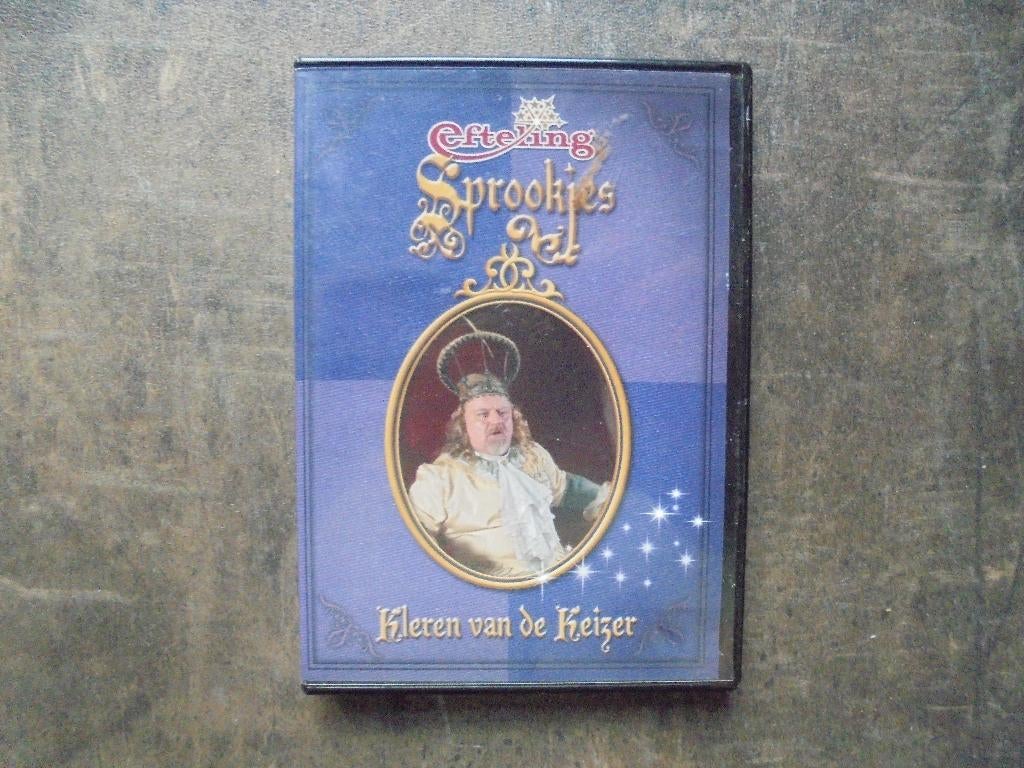 Efteling
Sprookjes
Kleren van de Keizer